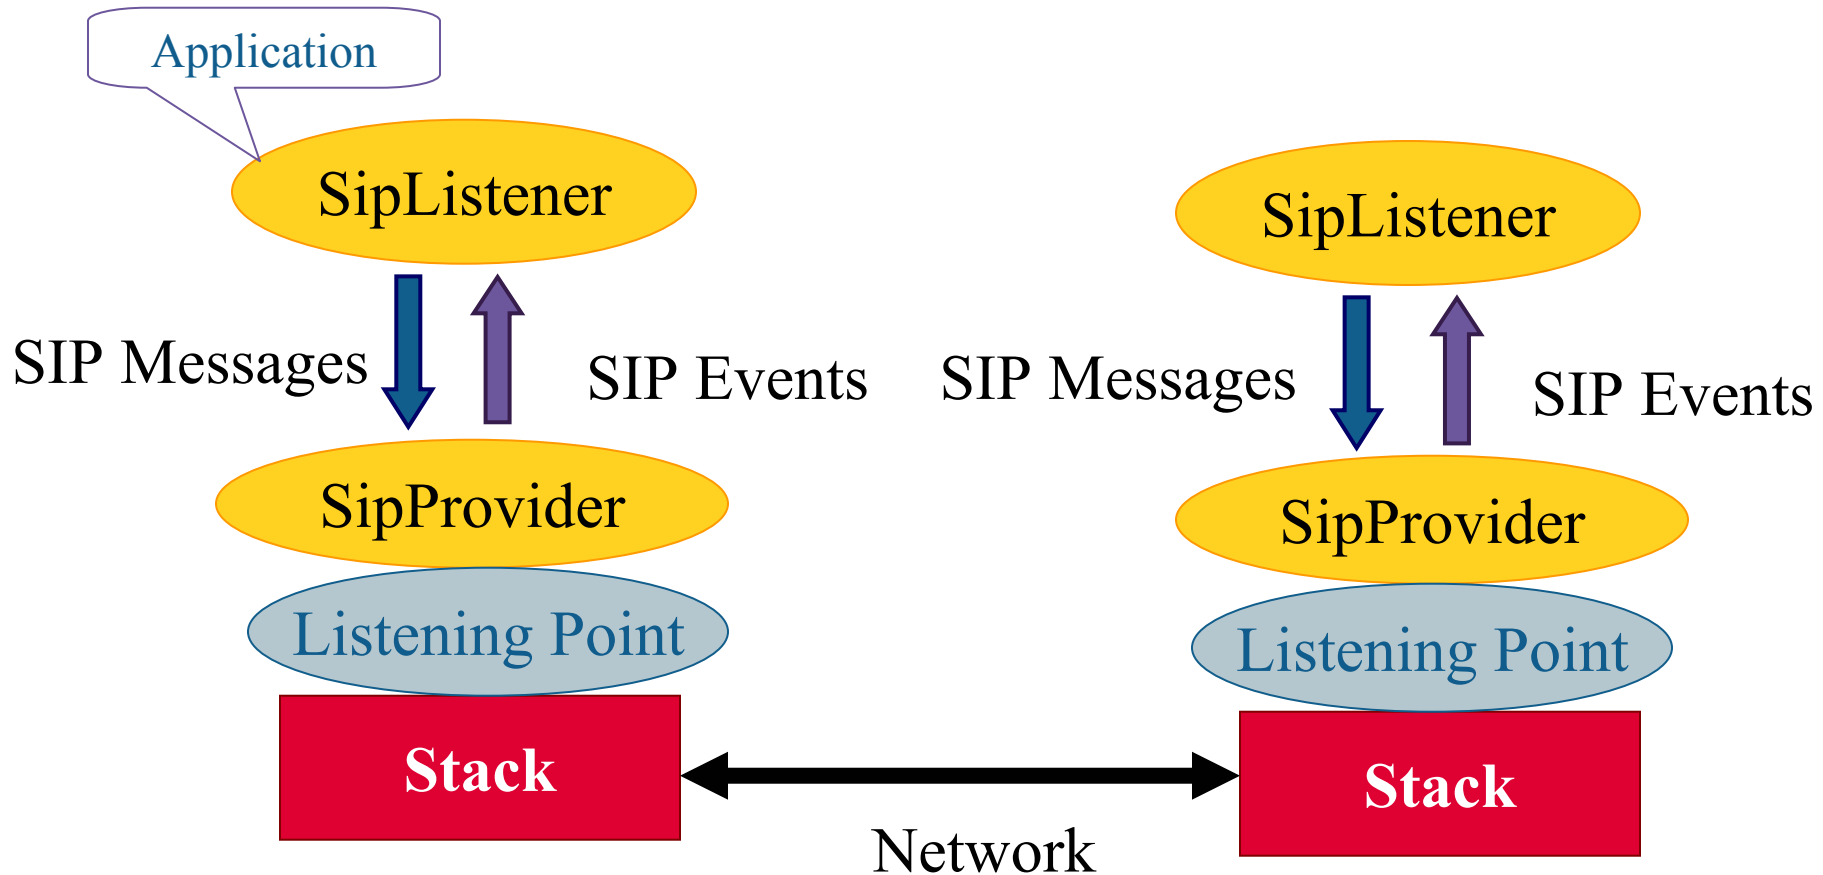 Application
SipListener
SipListener
SIP Messages
SIP Events
SIP Messages
SIP Events
SipProvider
SipProvider
Listening Point
Listening Point
Stack
Stack
Network